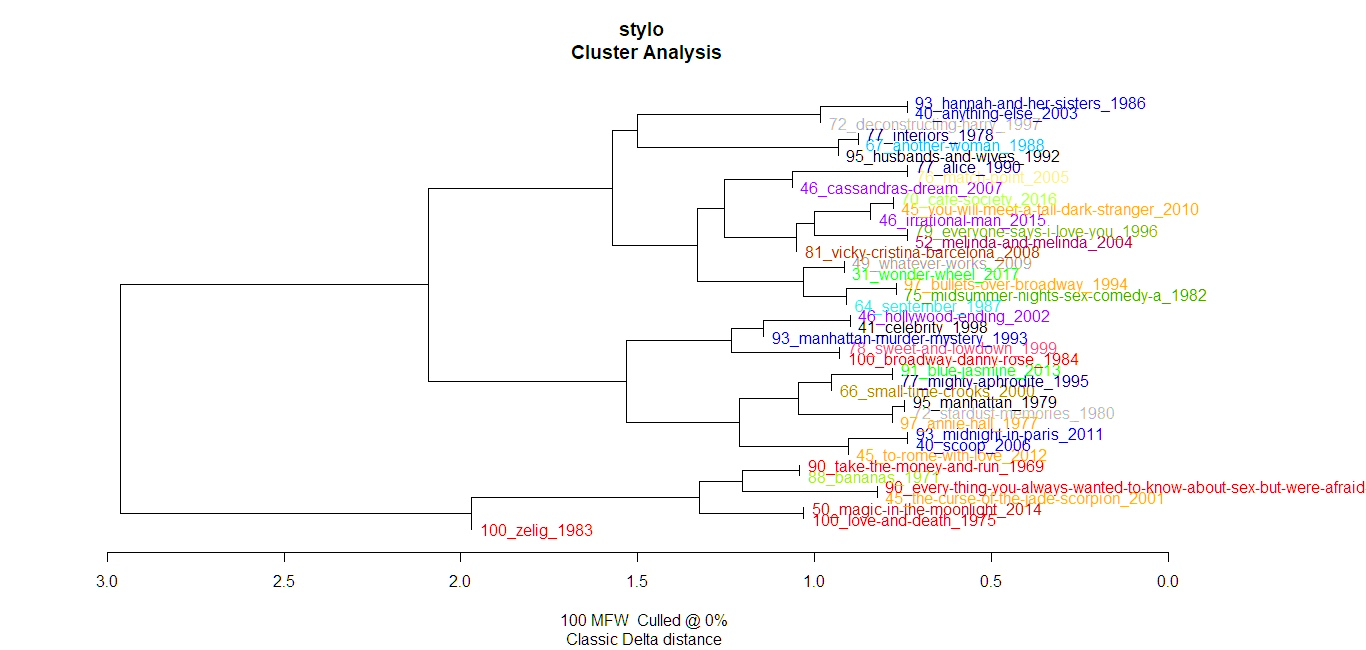 stylo
Cluster Analysis
93_hannah-and-her-sisters_1986
40_anything-else_2003
72_deconstructing-harry_1997
77_interiors_1978
67_another-woman_1988
95_husbands-and-wives_1992
77_alice_1990
76_match-point_2005
46_cassandras-dream_2007
70_cafe-society_2016
45_you-will-meet-a-tall-dark-stranger_2010
46_irrational-man_2015
79_everyone-says-i-love-you_1996
52_melinda-and-melinda_2004
81_vicky-cristina-barcelona_2008
49_whatever-works_2009
31_wonder-wheel_2017
97_bullets-over-broadway_1994
75_midsummer-nights-sex-comedy-a_1982
64_september_1987
46_hollywood-ending_2002
41_celebrity_1998
93_manhattan-murder-mystery_1993
78_sweet-and-lowdown_1999
100_broadway-danny-rose_1984
91_blue-jasmine_2013
77_mighty-aphrodite_1995
66_small-time-crooks_2000
95_manhattan_1979
72_stardust-memories_1980
97_annie-hall_1977
93_midnight-in-paris_2011
40_scoop_2006
45_to-rome-with-love_2012
90_take-the-money-and-run_1969
88_bananas_1971
90_every-thing-you-always-wanted-to-know-about-sex-but-were-afraid
45_the-curse-of-the-jade-scorpion_2001
50_magic-in-the-moonlight_2014
100_love-and-death_1975
100_zelig_1983
3.0 2.5 2.0 1.5 1.0 0.5 0.0
100 MFW Culled @ 0%
Classic Delta distance